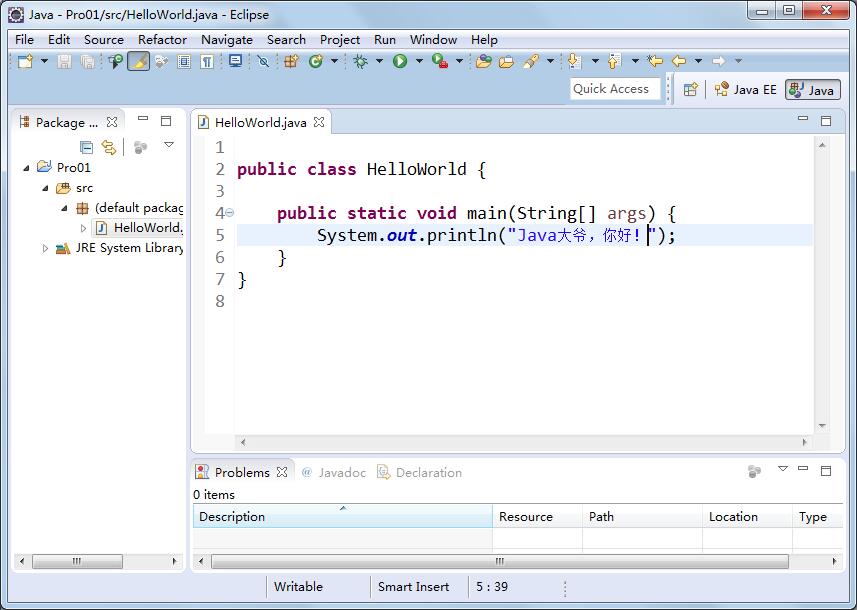 Java - Pro01/src/HelloWorld.java - Eclipse
File Edit Source Refactor Navigate Search Project Run Window Help
Quick Access
Java EE
Java
Package ...
Pro01
src
(default packag
HelloWorld.
JRE System Library
HelloWorld.java
1
2 public class HelloWorld {
3
4     public static void main(String[] args) {
5         System.out.println("Java大爷，你好！");
6     }
7 }
8
Problems @ Javadoc Declaration
0 items
Description Resource Path Location Type
Writable Smart Insert 5 : 39